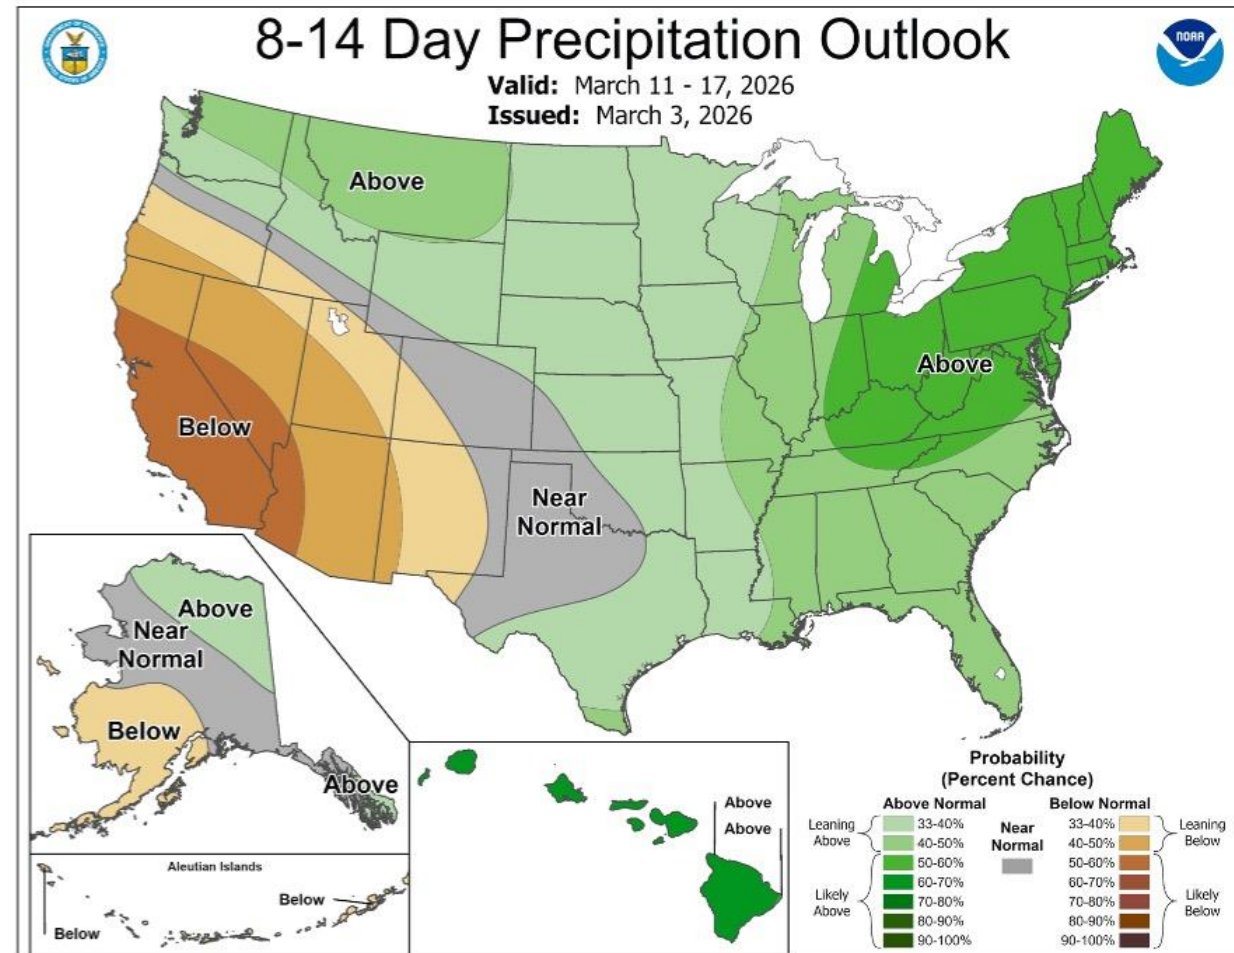 8-14 Day Precipitation Outlook
Valid: March 11 - 17, 2026
Issued: March 3, 2026
NOAA
Above
Below
Near
Normal
Above
Above
Near
Normal
Below
Above
Aleutian Islands
Below
Below
Above
Above
Probability
(Percent Chance)
Above Normal
Below Normal
Leaning
Above
33-40%
40-50%
Likely
Above
50-60%
60-70%
70-80%
80-90%
90-100%
Near
Normal
33-40%
40-50%
Leaning
Below
50-60%
60-70%
70-80%
80-90%
90-100%
Likely
Below